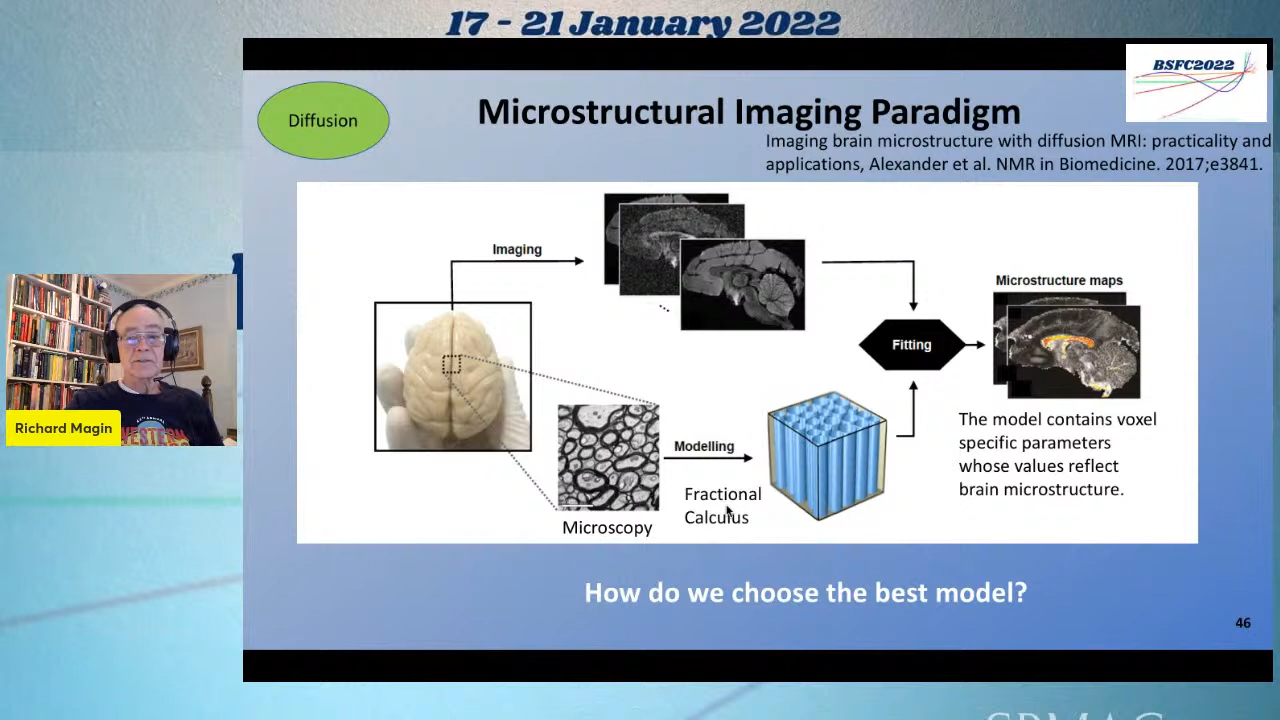 17 - 21 January 2022
BSFC2022
Diffusion
Microstructural Imaging Paradigm
Imaging brain microstructure with diffusion MRI: practicality and
applications, Alexander et al. NMR in Biomedicine. 2017;e3841.
Imaging
Microstructure maps
Fitting
The model contains voxel
specific parameters
whose values reflect
brain microstructure.
Modelling
Fractional
Calculus
Microscopy
Richard Magin
WESTERN
How do we choose the best model?
46